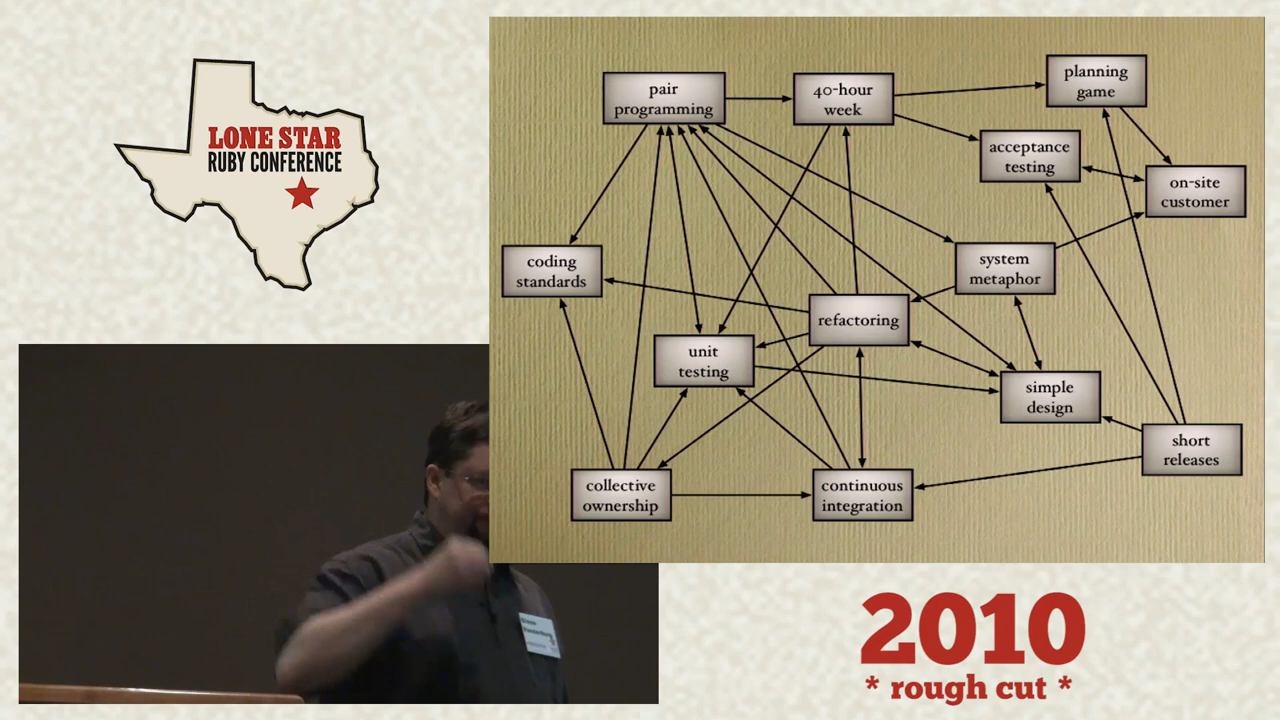 LONE STAR
RUBY CONFERENCE
pair
programming
40-hour
week
planning
game
acceptance
testing
on-site
customer
coding
standards
system
metaphor
refactoring
unit
testing
simple
design
short
releases
collective
ownership
continuous
integration
2010
* rough cut *